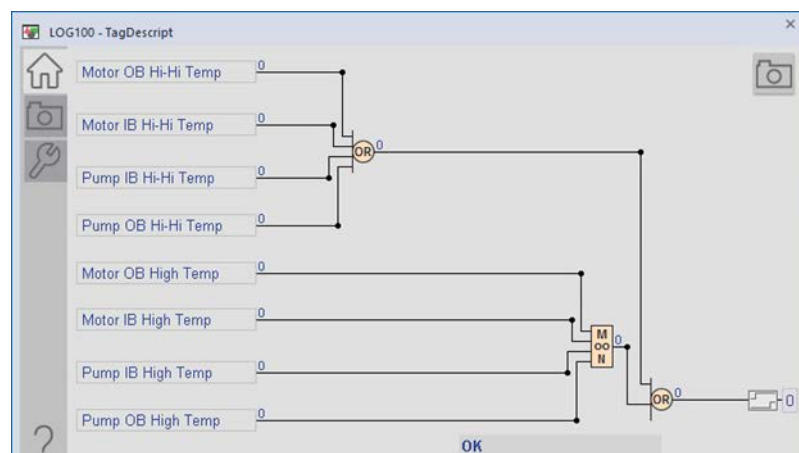 LOG100 - TagDescript
×
Motor OB Hi-Hi Temp 0
Motor IB Hi-Hi Temp 0
OR 0
Pump IB Hi-Hi Temp 0
Pump OB Hi-Hi Temp 0
Motor OB High Temp 0
Motor IB High Temp 0
M
oo
N
0
Pump IB High Temp 0
OR 0
0
Pump OB High Temp 0
?
OK